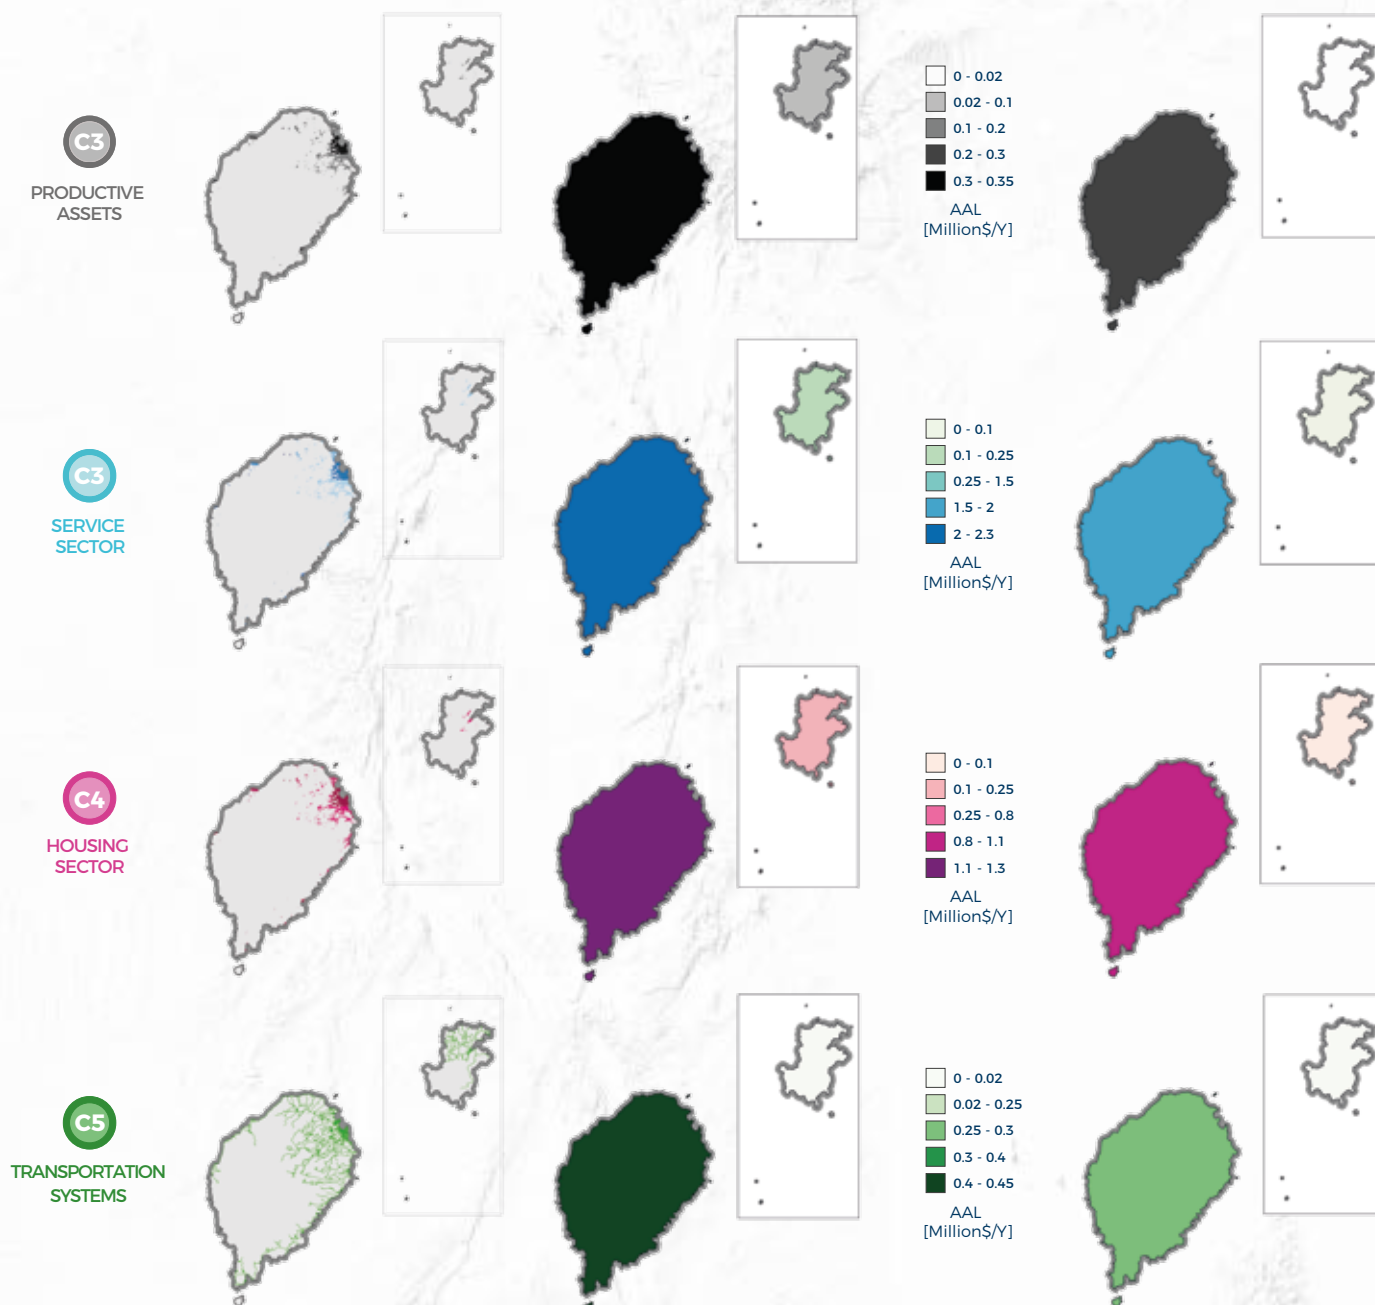 C3
PRODUCTIVE
ASSETS
0 - 0.02
0.02 - 0.1
0.1 - 0.2
0.2 - 0.3
0.3 - 0.35
AAL
[Million$/Y]
C3
SERVICE
SECTOR
0 - 0.1
0.1 - 0.25
0.25 - 1.5
1.5 - 2
2 - 2.3
AAL
[Million$/Y]
C4
HOUSING
SECTOR
0 - 0.1
0.1 - 0.25
0.25 - 0.8
0.8 - 1.1
1.1 - 1.3
AAL
[Million$/Y]
C5
TRANSPORTATION
SYSTEMS
0 - 0.02
0.02 - 0.25
0.25 - 0.3
0.3 - 0.4
0.4 - 0.45
AAL
[Million$/Y]